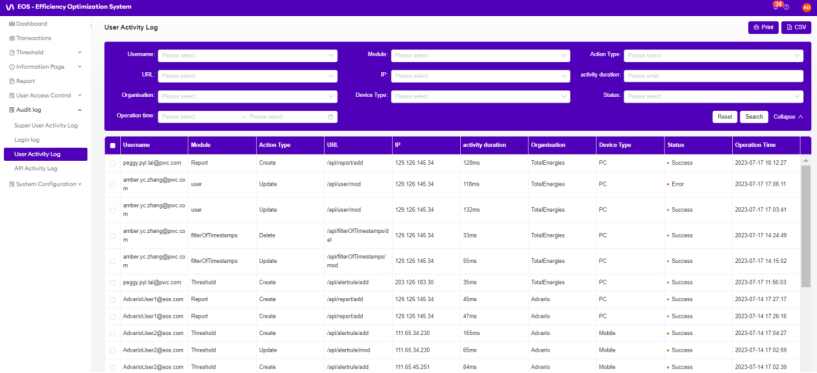 EOS - Efficiency Optimization System
34
AD
Dashboard
Transactions
Threshold
Information Page
Report
User Access Control
Audit log
Super User Activity Log
Login log
User Activity Log
API Activity Log
System Configuration
User Activity Log
Print
CSV
Username: Please select
Module: Please select
Action Type: Please select
URL: Please select
IP: Please select
activity duration: Please enter
Organisation: Please select
Device Type: Please select
Status: Please select
Operation time: Please select → Please select
Reset
Search
Collapse
Username Module Action Type URL IP activity duration Organisation Device Type Status Operation Time
peggy.pyl.lai@pwc.com Report Create /api/report/add 129.126.145.34 128ms TotalEnergies PC Success 2023-07-17 18:12:27
amber.yc.zhang@pwc.co
m user Update /api/user/mod 129.126.145.34 118ms TotalEnergies PC Error 2023-07-17 17:06:11
amber.yc.zhang@pwc.co
m user Update /api/user/mod 129.126.145.34 132ms TotalEnergies PC Success 2023-07-17 17:03:41
amber.yc.zhang@pwc.co
m filterOfTimestamps Delete /api/filterOfTimestamps/d
el 129.126.145.34 33ms TotalEnergies PC Success 2023-07-17 14:24:49
amber.yc.zhang@pwc.co
m filterOfTimestamps Update /api/filterOfTimestamps/
mod 129.126.145.34 55ms TotalEnergies PC Success 2023-07-17 14:15:02
peggy.pyl.lai@pwc.com Threshold Create /api/alertrule/add 203.126.183.30 35ms TotalEnergies PC Success 2023-07-17 11:56:03
AdvarioUser1@eos.com Report Create /api/report/add 129.126.145.34 49ms Advario PC Success 2023-07-14 17:27:17
AdvarioUser1@eos.com Report Create /api/report/add 129.126.145.34 47ms Advario PC Success 2023-07-14 17:26:16
AdvarioUser2@eos.com Threshold Create /api/alertrule/add 111.65.34.230 165ms Advario Mobile Success 2023-07-14 17:04:27
AdvarioUser2@eos.com Threshold Update /api/alertrule/mod 111.65.34.230 65ms Advario Mobile Success 2023-07-14 17:02:59
AdvarioUser2@eos.com Threshold Create /api/alertrule/add 111.65.45.251 84ms Advario Mobile Success 2023-07-14 17:02:39